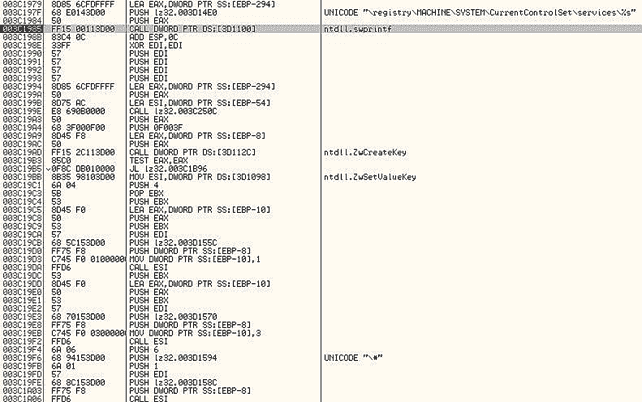 003C1979 8D85 6CFDFFFF LEA EAX,DWORD PTR SS:[EBP-294]
003C197F 68 E0143D00 PUSH lz32.003D14E0 UNICODE "\registry\MACHINE\SYSTEM\CurrentControlSet\services\%s"
003C1984 50 PUSH EAX
003C1985 FF15 00113D00 CALL DWORD PTR DS:[3D1100] ntdll.swprintf
003C198B 83C4 0C ADD ESP,0C
003C198E 33FF XOR EDI,EDI
003C1990 57 PUSH EDI
003C1991 57 PUSH EDI
003C1992 57 PUSH EDI
003C1993 57 PUSH EDI
003C1994 8D85 6CFDFFFF LEA EAX,DWORD PTR SS:[EBP-294]
003C199A 50 PUSH EAX
003C199B 8D75 AC LEA ESI,DWORD PTR SS:[EBP-54]
003C199E E8 690B0000 CALL lz32.003C250C
003C19A3 50 PUSH EAX
003C19A4 68 3F000F00 PUSH 0F003F
003C19A9 8D45 F8 LEA EAX,DWORD PTR SS:[EBP-8]
003C19AC 50 PUSH EAX
003C19AD FF15 2C113D00 CALL DWORD PTR DS:[3D112C] ntdll.ZwCreateKey
003C19B3 85C0 TEST EAX,EAX
003C19B5 0F8C DB010000 JL lz32.003C1B96
003C19BB 8B35 98103D00 MOV ESI,DWORD PTR DS:[3D1098] ntdll.ZwSetValueKey
003C19C1 6A 04 PUSH 4
003C19C3 5B POP EBX
003C19C4 53 PUSH EBX
003C19C5 8D45 F0 LEA EAX,DWORD PTR SS:[EBP-10]
003C19C8 50 PUSH EAX
003C19C9 53 PUSH EBX
003C19CA 57 PUSH EDI
003C19CB 68 5C153D00 PUSH lz32.003D155C
003C19D0 FF75 F8 PUSH DWORD PTR SS:[EBP-8]
003C19D3 C745 F0 0100000 MOV DWORD PTR SS:[EBP-10],1
003C19DA FFD6 CALL ESI
003C19DC 53 PUSH EBX
003C19DD 8D45 F0 LEA EAX,DWORD PTR SS:[EBP-10]
003C19E0 50 PUSH EAX
003C19E1 53 PUSH EBX
003C19E2 57 PUSH EDI
003C19E3 68 70153D00 PUSH lz32.003D1570
003C19E8 FF75 F8 PUSH DWORD PTR SS:[EBP-8]
003C19EB C745 F0 0300000 MOV DWORD PTR SS:[EBP-10],3
003C19F2 FFD6 CALL ESI
003C19F4 6A 06 PUSH 6
003C19F6 68 94153D00 PUSH lz32.003D1594 UNICODE "\#"
003C19FB 6A 01 PUSH 1
003C19FD 57 PUSH EDI
003C19FE 68 8C153D00 PUSH lz32.003D158C
003C1A03 FF75 F8 PUSH DWORD PTR SS:[EBP-8]
003C1A06 FFD6 CALL ESI